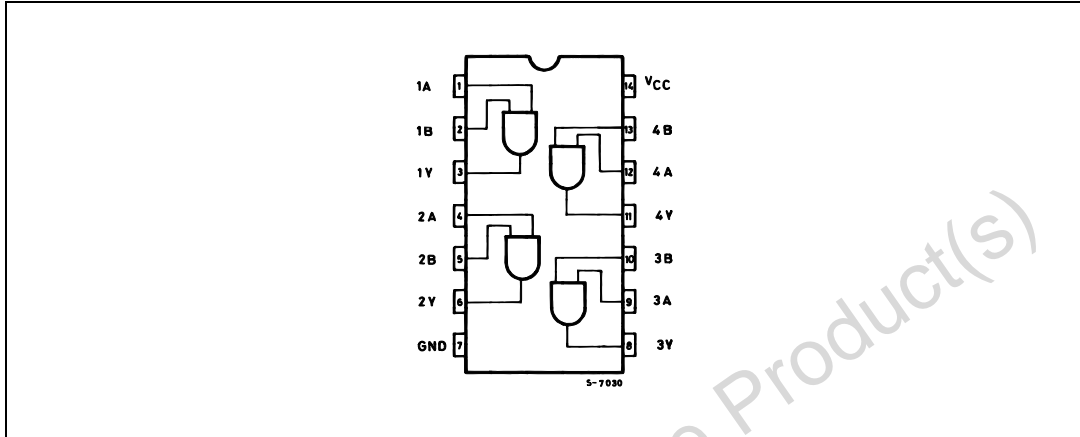 1A 1 14 VCC
1B 2 13 4B
1Y 3 12 4A
2A 4 11 4Y
2B 5 10 3B
2Y 6 9 3A
GND 7 8 3Y
S-7030
Product(s)